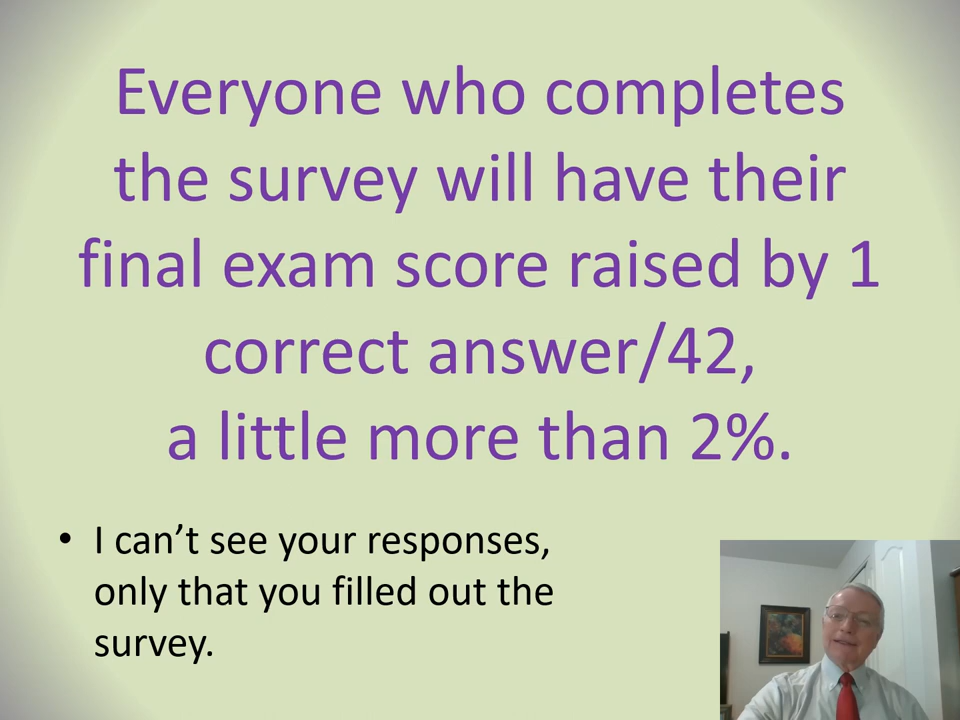 Everyone who completes
the survey will have their
final exam score raised by 1
correct answer/42,
a little more than 2%.
• I can’t see your responses,
only that you filled out the
survey.